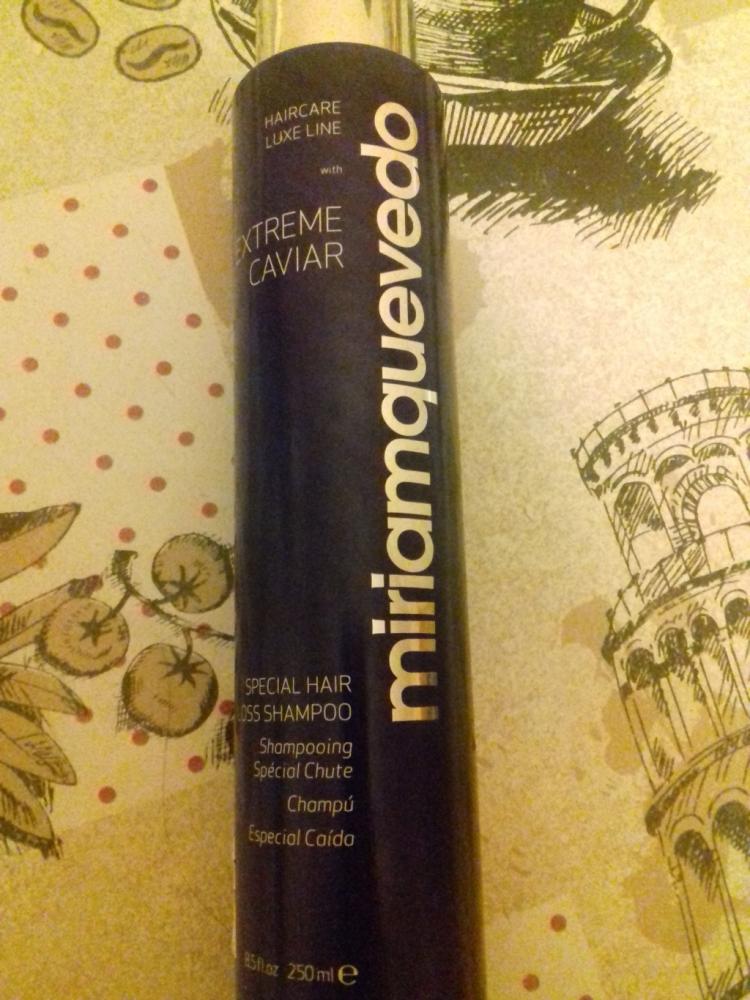 HAIRCARE
LUXE LINE
with
EXTREME
CAVIAR
miriamquevedo
SPECIAL HAIR
LOSS SHAMPOO
Shampooing
Spécial Chute
Champú
Especial Caída
8.5 fl.oz 250 ml e